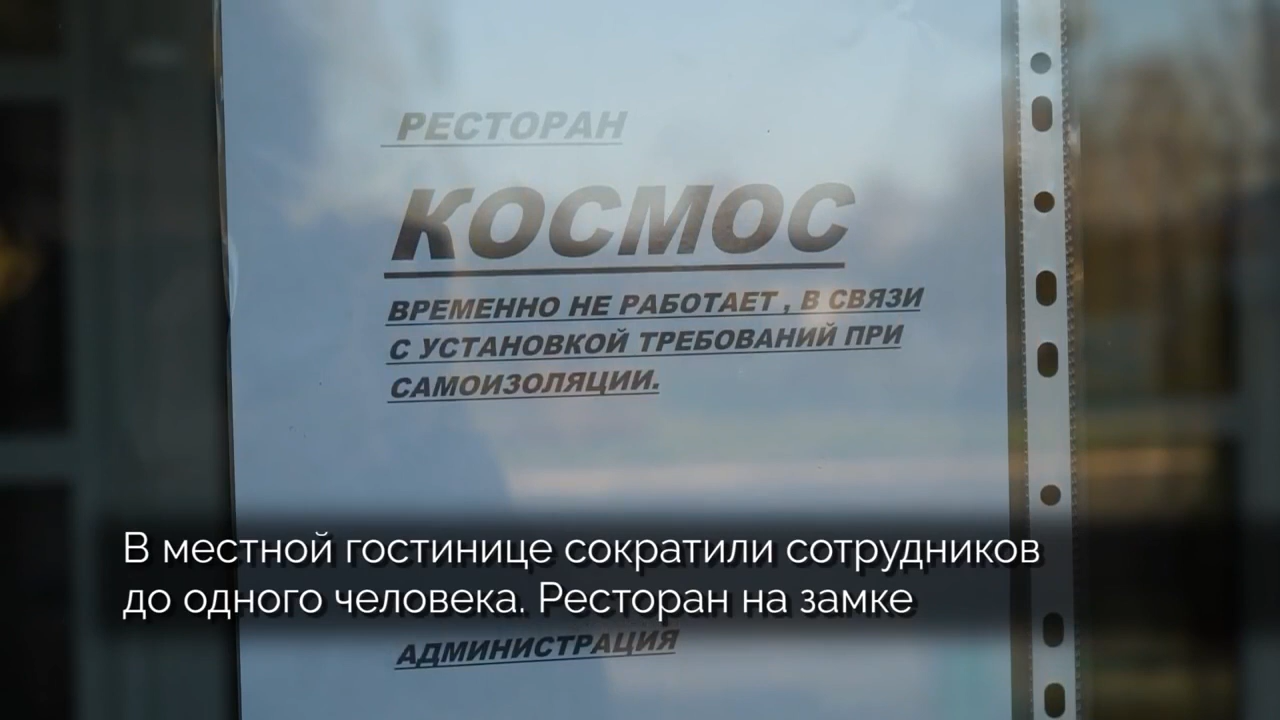 РЕСТОРАН
КОСМОС
ВРЕМЕННО НЕ РАБОТАЕТ , В СВЯЗИ
С УСТАНОВКОЙ ТРЕБОВАНИЙ ПРИ
САМОИЗОЛЯЦИИ.
В местной гостинице сократили сотрудников
до одного человека. Ресторан на замке
АДМИНИСТРАЦИЯ